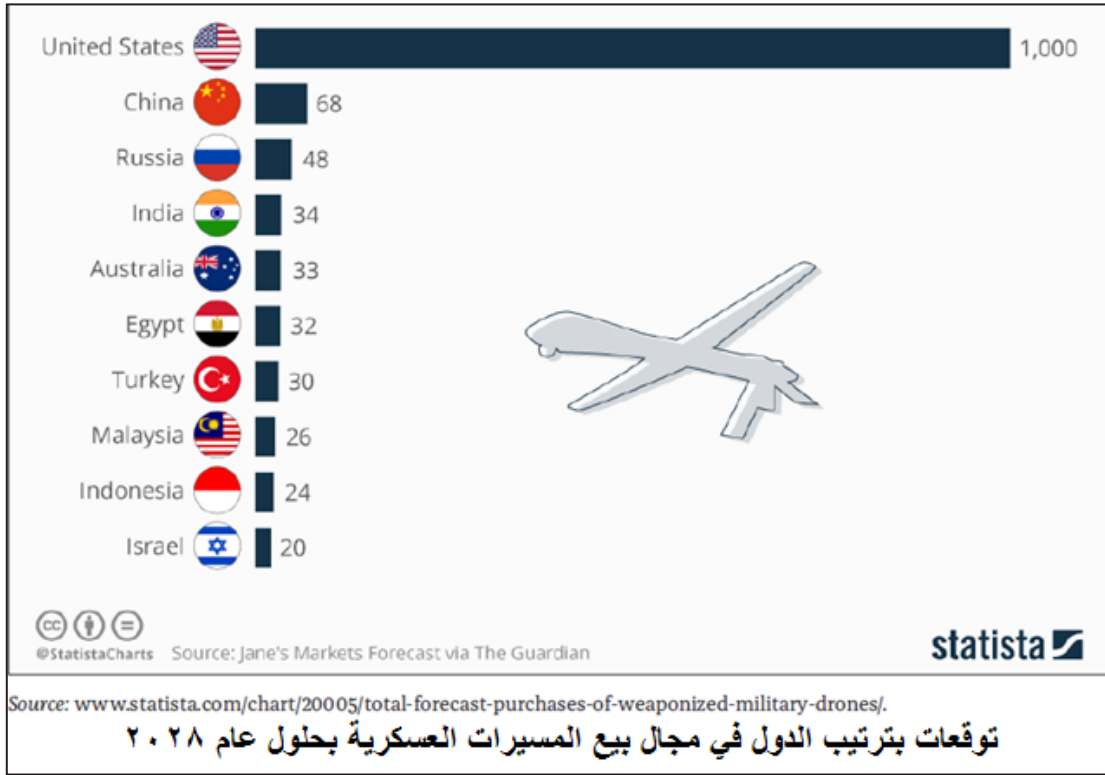 United States 1,000
China 68
Russia 48
India 34
Australia 33
Egypt 32
Turkey 30
Malaysia 26
Indonesia 24
Israel 20
cc
@StatistaCharts Source: Jane's Markets Forecast via The Guardian
statista
Source: www.statista.com/chart/20005/total-forecast-purchases-of-weaponized-military-drones/.
توقعات بترتيب الدول في مجال بيع المسيرات العسكرية بحلول عام ٢٠٢٨